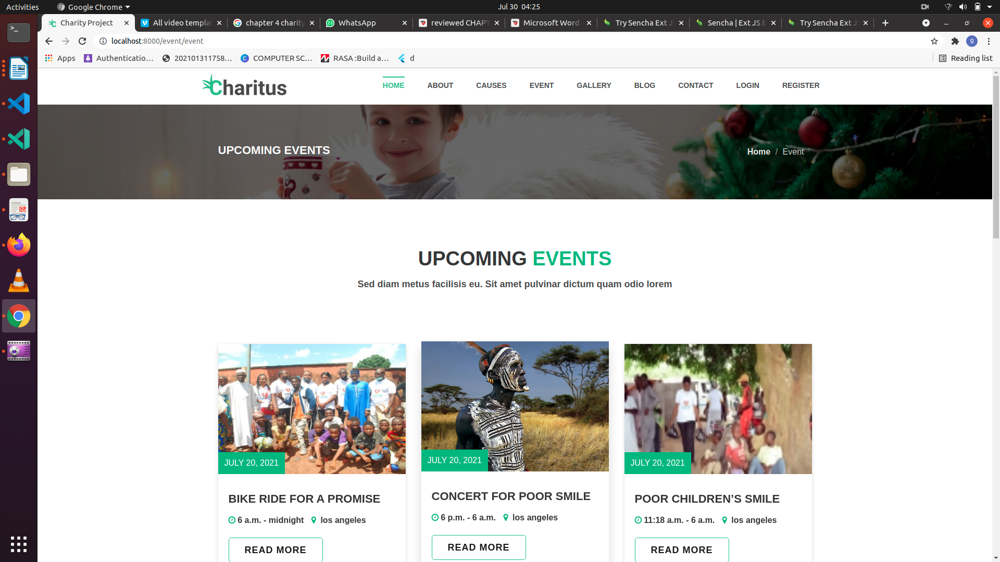 Activities
Google Chrome
Jul 30 04:25
Charity Project
All video templa
chapter 4 charity
23
WhatsApp
reviewed CHAPT
Microsoft Word
Try Sencha Ext J
Sencha | Ext JS E
Try Sencha Ext J
localhost:8000/event/event
g
Apps
Authenticatio...
202101311758...
COMPUTER SC...
RASA :Build a...
d
Reading list
Charitus
HOME
ABOUT
CAUSES
EVENT
GALLERY
BLOG
CONTACT
LOGIN
REGISTER
UPCOMING EVENTS
Home / Event
UPCOMING EVENTS
Sed diam metus facilisis eu. Sit amet pulvinar dictum quam odio lorem
JULY 20, 2021
BIKE RIDE FOR A PROMISE
6 a.m. - midnight los angeles
READ MORE
JULY 20, 2021
CONCERT FOR POOR SMILE
6 p.m. - 6 a.m. los angeles
READ MORE
JULY 20, 2021
POOR CHILDREN’S SMILE
11:18 a.m. - 6 a.m. los angeles
READ MORE